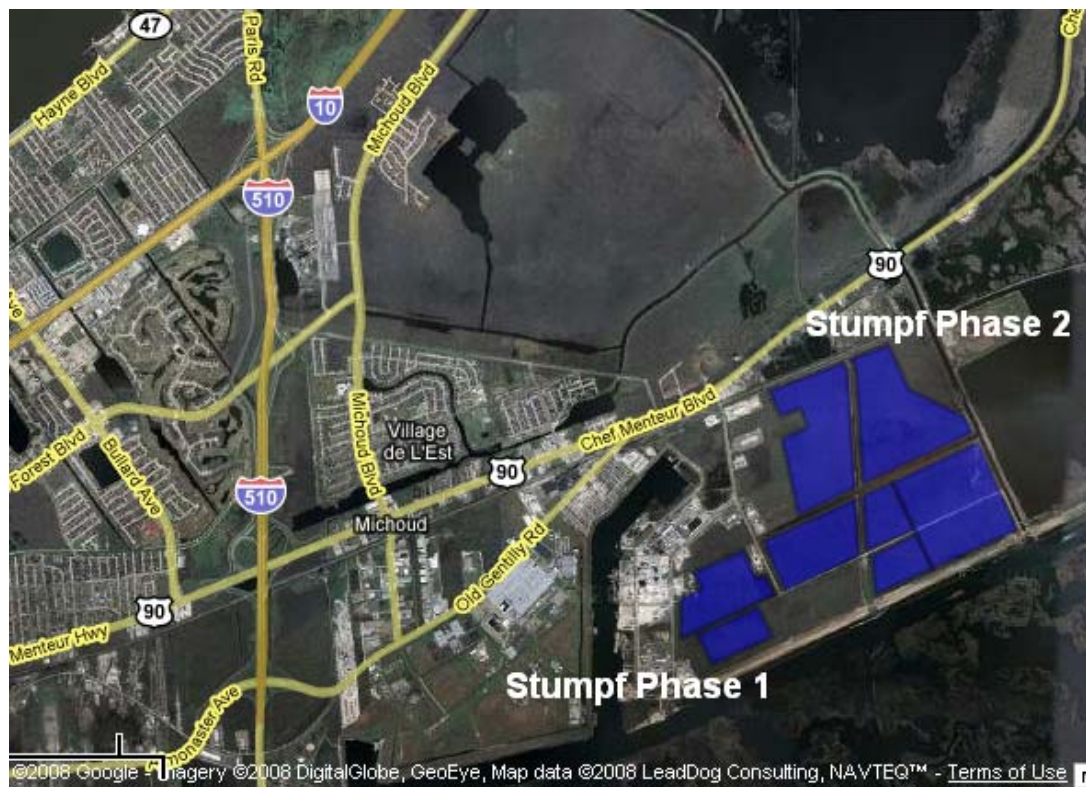 47
Hayne Blvd
Paris Rd
10
Michoud Blvd
510
90
Stumpf Phase 2
Forest Blvd
Bullard Ave
Michoud Blvd
Village
de L'Est
Chef Menteur Blvd
90
510
Michoud
Old Gentilly Rd
90
Menteur Hwy
Stumpf Phase 1
©2008 Google - Imagery ©2008 DigitalGlobe, GeoEye, Map data ©2008 LeadDog Consulting, NAVTEQ™ - Terms of Use